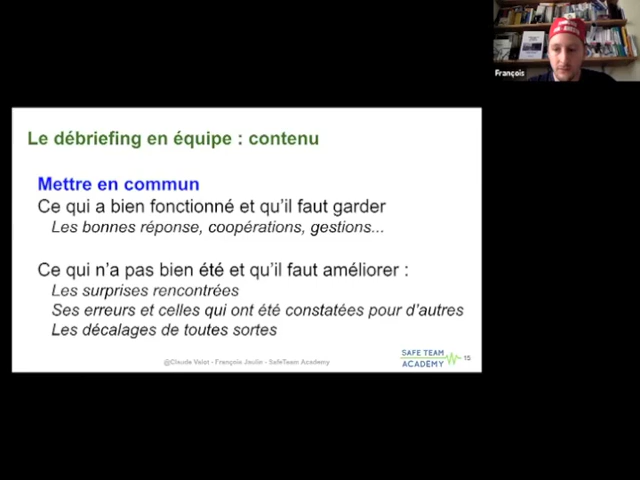 François
Le débriefing en équipe : contenu
Mettre en commun
Ce qui a bien fonctionné et qu'il faut garder
Les bonnes réponse, coopérations, gestions...
Ce qui n'a pas bien été et qu'il faut améliorer :
Les surprises rencontrées
Ses erreurs et celles qui ont été constatées pour d'autres
Les décalages de toutes sortes
@Claude Valot - François Jaulin - SafeTeam Academy
SAFE TEAM
ACADEMY
15